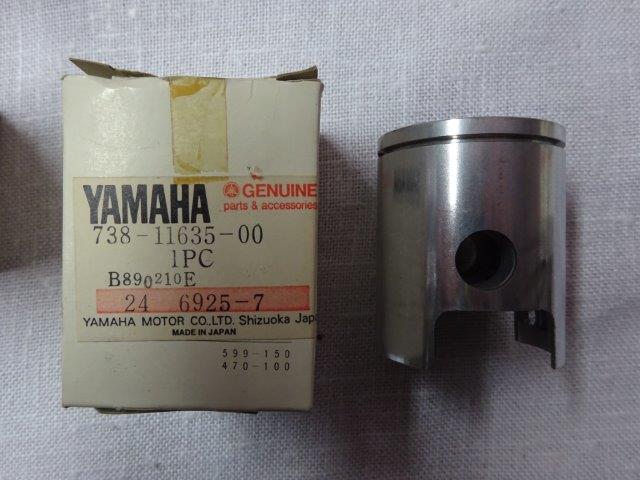 YAMAHA
GENUINE
parts & accessories
738-11635-00
1PC
B890210E
24 6925-7
YAMAHA MOTOR CO.,LTD. Shizuoka Jap
MADE IN JAPAN
599-150
470-100